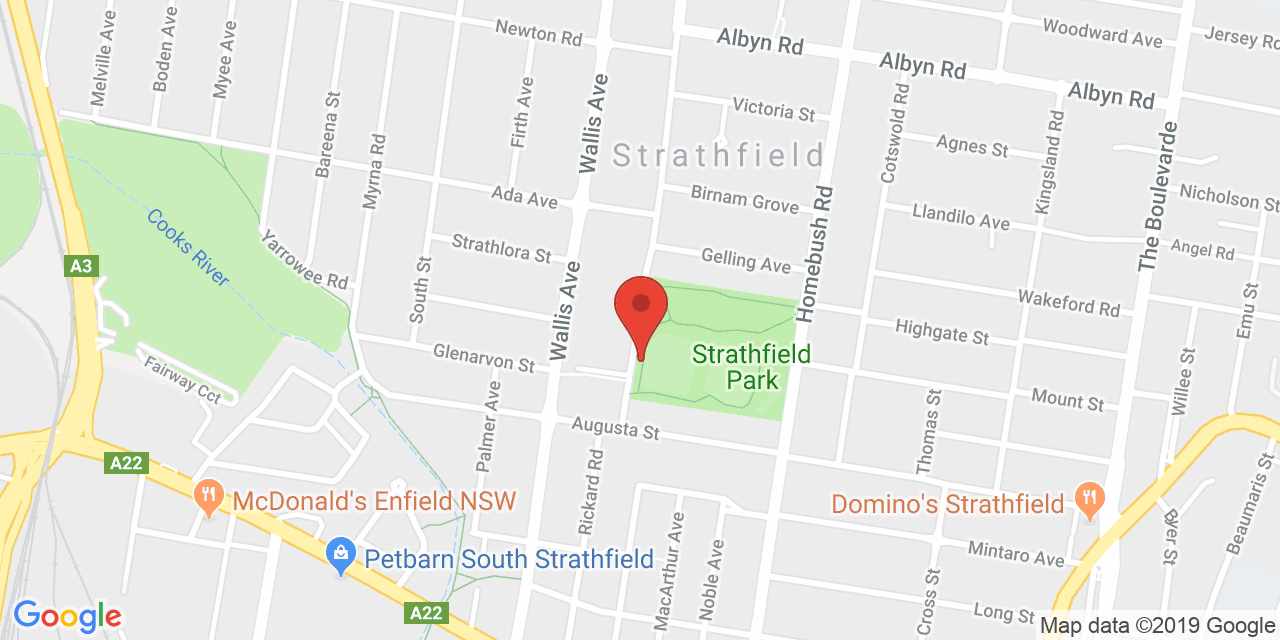 Newton Rd
Albyn Rd
Woodward Ave
Jersey Rd
Melville Ave
Boden Ave
Myee Ave
Bareena St
Firth Ave
Wallis Ave
Albyn Rd
Albyn Rd
Victoria St
Myrna Rd
Cotswold Rd
Agnes St
Kingsland Rd
The Boulevarde
Strathfield
Ada Ave
Birnam Grove
Nicholson St
Cooks River
Llandilo Ave
Angel Rd
Yarrowee Rd
Strathlora St
Gelling Ave
Homebush Rd
A3
South St
Wallis Ave
Wakeford Rd
Emu St
Highgate St
Glenarvon St
Strathfield
Park
Willee St
Fairway Cct
Palmer Ave
Mount St
Augusta St
Thomas St
A22
Rickard Rd
McDonald's Enfield NSW
Domino's Strathfield
Beaumaris St
Petbarn South Strathfield
MacArthur Ave
Noble Ave
Mintaro Ave
Cross St
Long St
A22
Google
Map data ©2019 Google